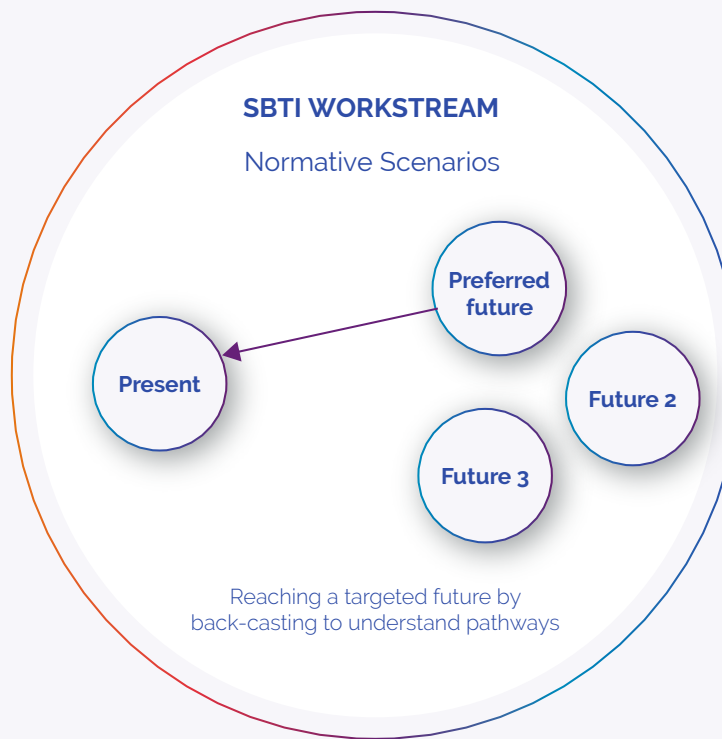 SBTI WORKSTREAM
Normative Scenarios
Preferred
future
Present
Future 2
Future 3
Reaching a targeted future by
back-casting to understand pathways